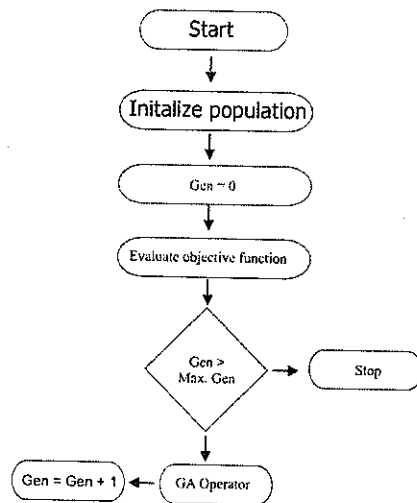 Start
Initalize population
Gen = 0
Evaluate objective function
Gen >
Max. Gen
Stop
GA Operator
Gen = Gen + 1